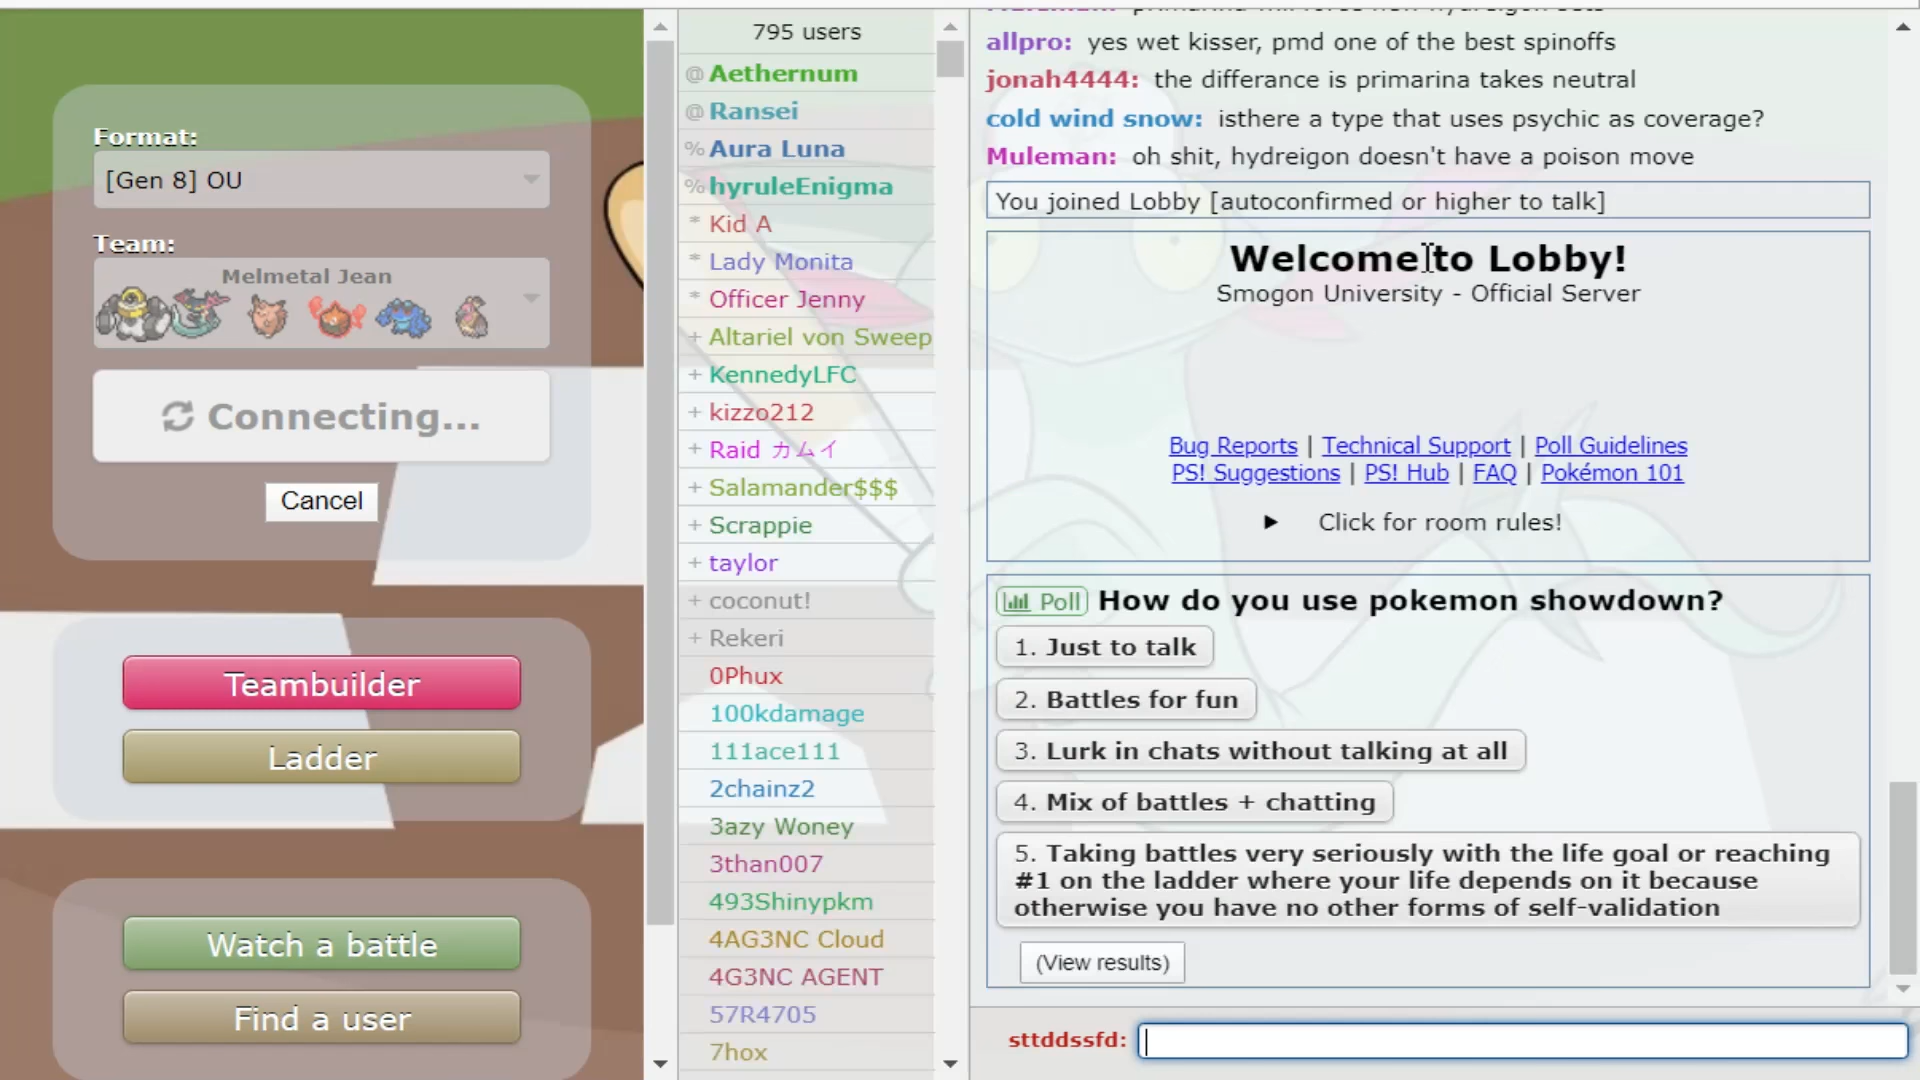 Format:
[Gen 8] OU
Team:
Melmetal Jean
Connecting...
Cancel
Teambuilder
Ladder
Watch a battle
Find a user
795 users
@ Aethernum
@ Ransei
% Aura Luna
% hyruleEnigma
* Kid A
* Lady Monita
* Officer Jenny
+ Altariel von Sweep
+ KennedyLFC
+ kizzo212
+ Raid カムイ
+ Salamander$$$
+ Scrappie
+ taylor
+ coconut!
+ Rekeri
0Phux
100kdamage
111ace111
2chainz2
3azy Woney
3than007
493Shinypkm
4AG3NC Cloud
4G3NC AGENT
57R4705
7hox
allpro: yes wet kisser, pmd one of the best spinoffs
jonah4444: the differance is primarina takes neutral
cold wind snow: isthere a type that uses psychic as coverage?
Muleman: oh shit, hydreigon doesn't have a poison move
You joined Lobby [autoconfirmed or higher to talk]
Welcome to Lobby!
Smogon University - Official Server
Bug Reports | Technical Support | Poll Guidelines
PS! Suggestions | PS! Hub | FAQ | Pokémon 101
Click for room rules!
Poll How do you use pokemon showdown?
1. Just to talk
2. Battles for fun
3. Lurk in chats without talking at all
4. Mix of battles + chatting
5. Taking battles very seriously with the life goal or reaching
#1 on the ladder where your life depends on it because
otherwise you have no other forms of self-validation
(View results)
sttddssfd: